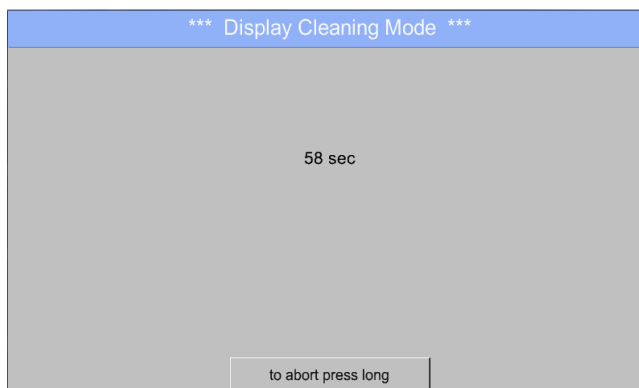 *** Display Cleaning Mode ***
58 sec
to abort press long